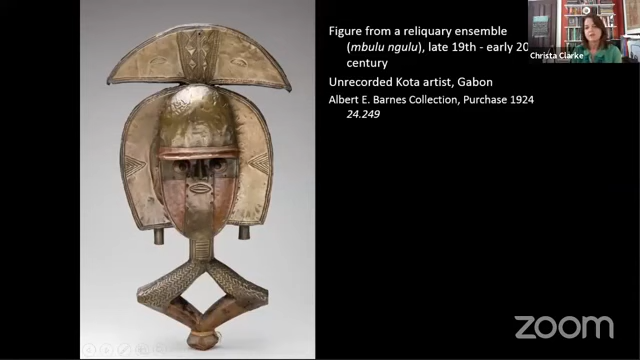 Figure from a reliquary ensemble
(mbulu ngulu), late 19th - early 20
century
Unrecorded Kota artist, Gabon
Albert E. Barnes Collection, Purchase 1924
24.249
Christa Clarke
zoom